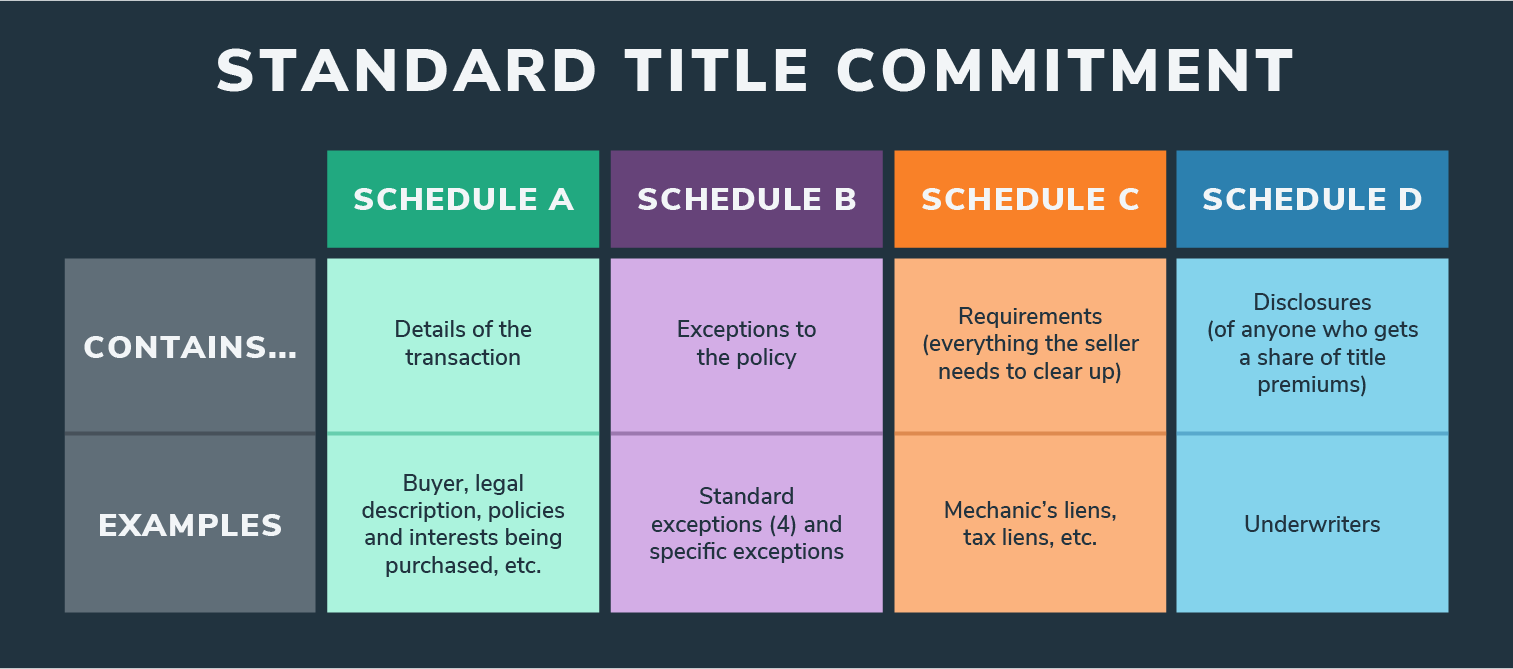 STANDARD TITLE COMMITMENT
SCHEDULE A
SCHEDULE B
SCHEDULE C
SCHEDULE D
CONTAINS...
Details of the
transaction
Exceptions to
the policy
Requirements
(everything the seller
needs to clear up)
Disclosures
(of anyone who gets
a share of title
premiums)
EXAMPLES
Buyer, legal
description, policies
and interests being
purchased, etc.
Standard
exceptions (4) and
specific exceptions
Mechanic’s liens,
tax liens, etc.
Underwriters